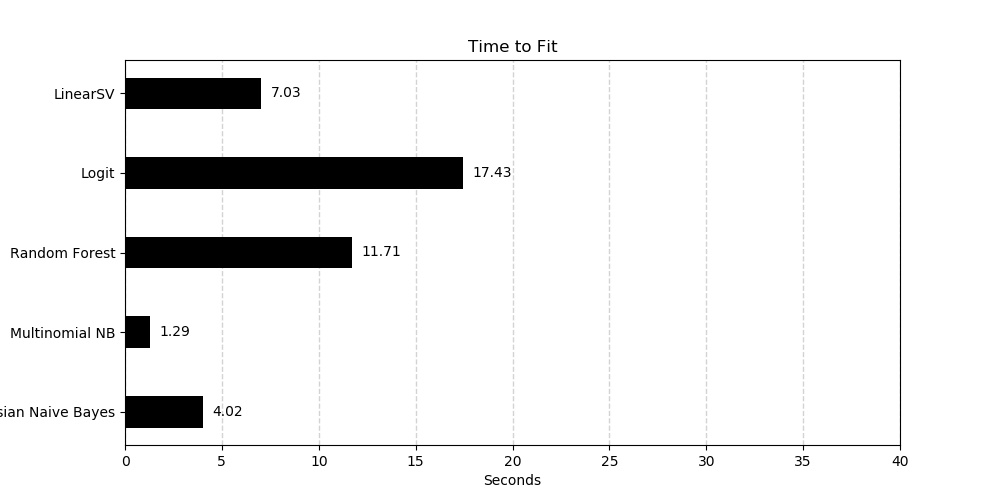 Time to Fit
LinearSV
7.03
Logit
17.43
Random Forest
11.71
Multinomial NB
1.29
sian Naive Bayes
4.02
0 5 10 15 20 25 30 35 40
Seconds